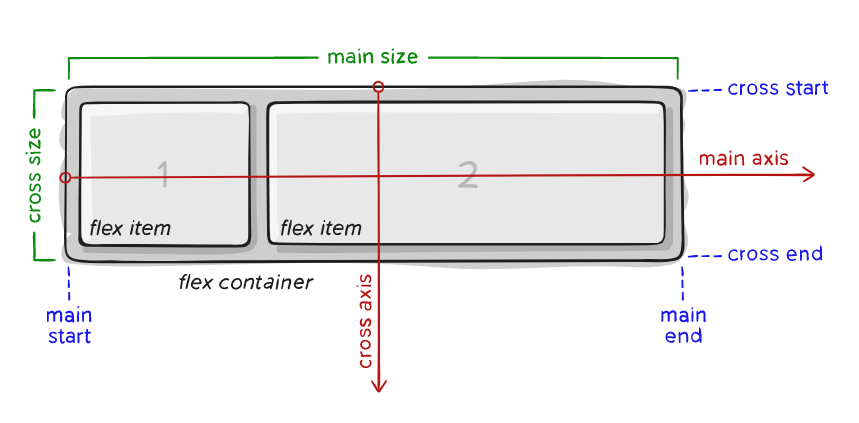 main size
cross start
cross size
1
2
main axis
flex item
flex item
cross end
flex container
cross axis
main
start
main
end